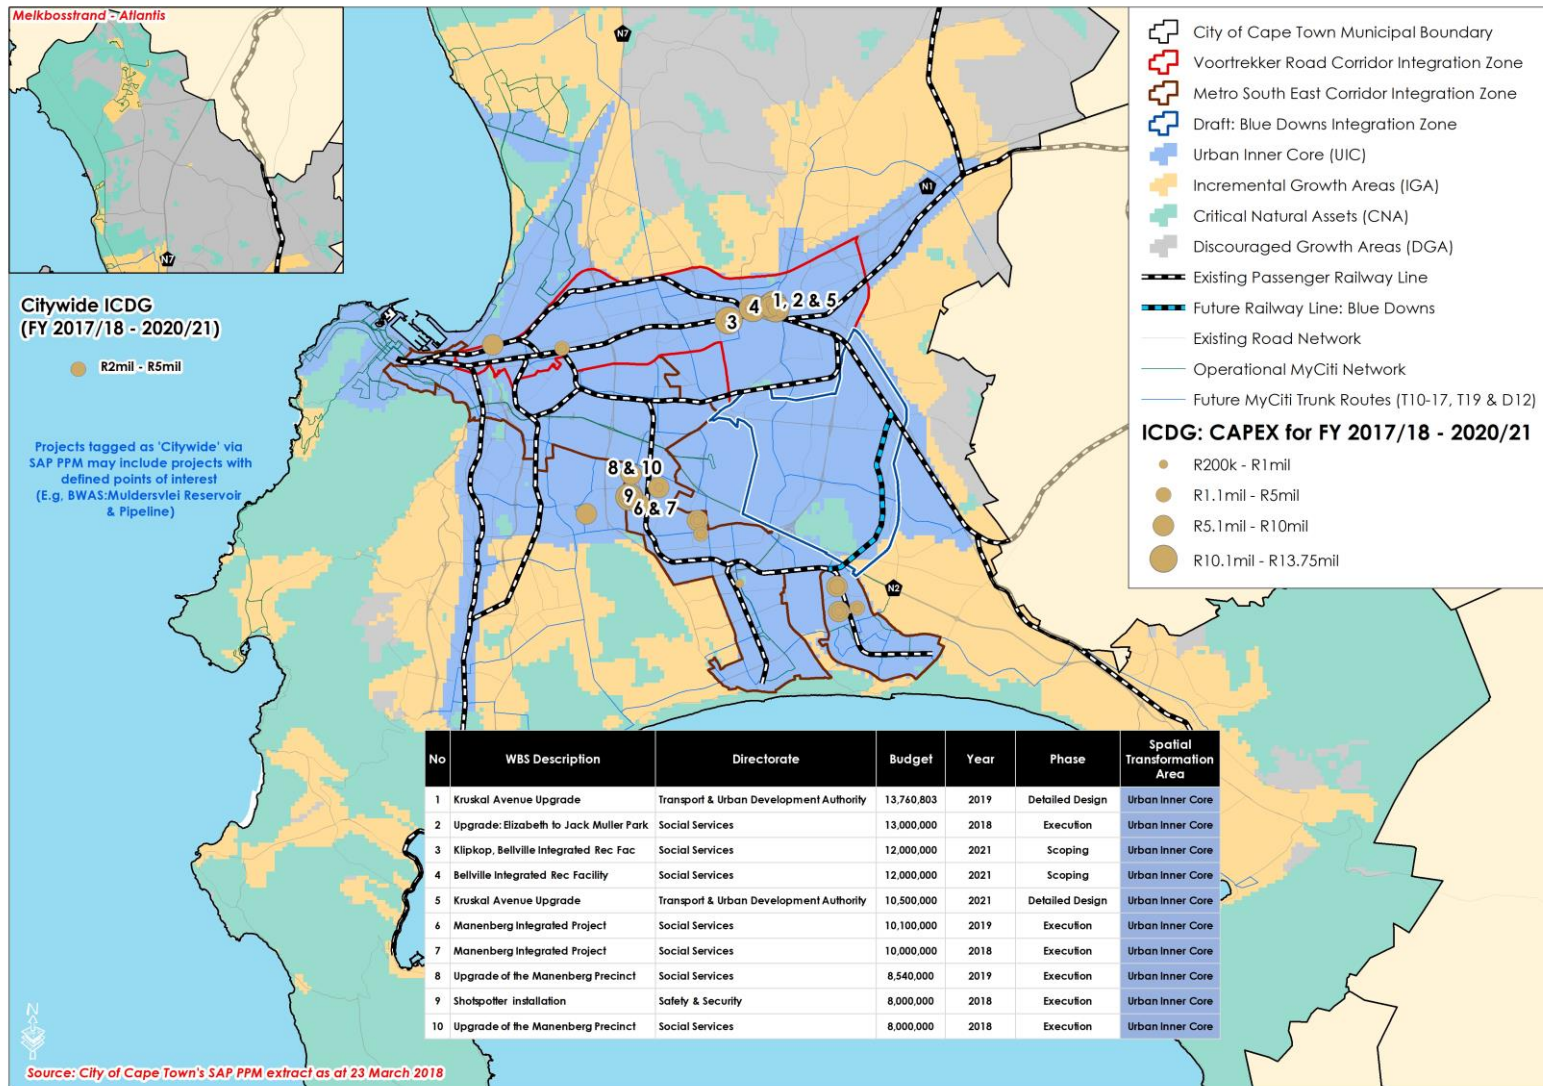 Melkbosstrand - Atlantis
N7
N7
Citywide ICDG
(FY 2017/18 - 2020/21)
R2mil - R5mil
Projects tagged as 'Citywide' via
SAP PPM may include projects with
defined points of interest
(E.g, BWAS:Muldersvlei Reservoir
& Pipeline)
N1
1, 2 & 5
4
3
8 & 10
9
6 & 7
N2
City of Cape Town Municipal Boundary
Voortrekker Road Corridor Integration Zone
Metro South East Corridor Integration Zone
Draft: Blue Downs Integration Zone
Urban Inner Core (UIC)
Incremental Growth Areas (IGA)
Critical Natural Assets (CNA)
Discouraged Growth Areas (DGA)
Existing Passenger Railway Line
Future Railway Line: Blue Downs
Existing Road Network
Operational MyCiti Network
Future MyCiti Trunk Routes (T10-17, T19 & D12)
ICDG: CAPEX for FY 2017/18 - 2020/21
R200k - R1mil
R1.1mil - R5mil
R5.1mil - R10mil
R10.1mil - R13.75mil
No WBS Description Directorate Budget Year Phase Spatial Transformation Area
1 Kruskal Avenue Upgrade Transport & Urban Development Authority 13,760,803 2019 Detailed Design Urban Inner Core
2 Upgrade: Elizabeth to Jack Muller Park Social Services 13,000,000 2018 Execution Urban Inner Core
3 Klipkop, Bellville Integrated Rec Fac Social Services 12,000,000 2021 Scoping Urban Inner Core
4 Bellville Integrated Rec Facility Social Services 12,000,000 2021 Scoping Urban Inner Core
5 Kruskal Avenue Upgrade Transport & Urban Development Authority 10,500,000 2021 Detailed Design Urban Inner Core
6 Manenberg Integrated Project Social Services 10,100,000 2019 Execution Urban Inner Core
7 Manenberg Integrated Project Social Services 10,000,000 2018 Execution Urban Inner Core
8 Upgrade of the Manenberg Precinct Social Services 8,540,000 2019 Execution Urban Inner Core
9 Shotspotter installation Safety & Security 8,000,000 2018 Execution Urban Inner Core
10 Upgrade of the Manenberg Precinct Social Services 8,000,000 2018 Execution Urban Inner Core
N
Source: City of Cape Town's SAP PPM extract as at 23 March 2018